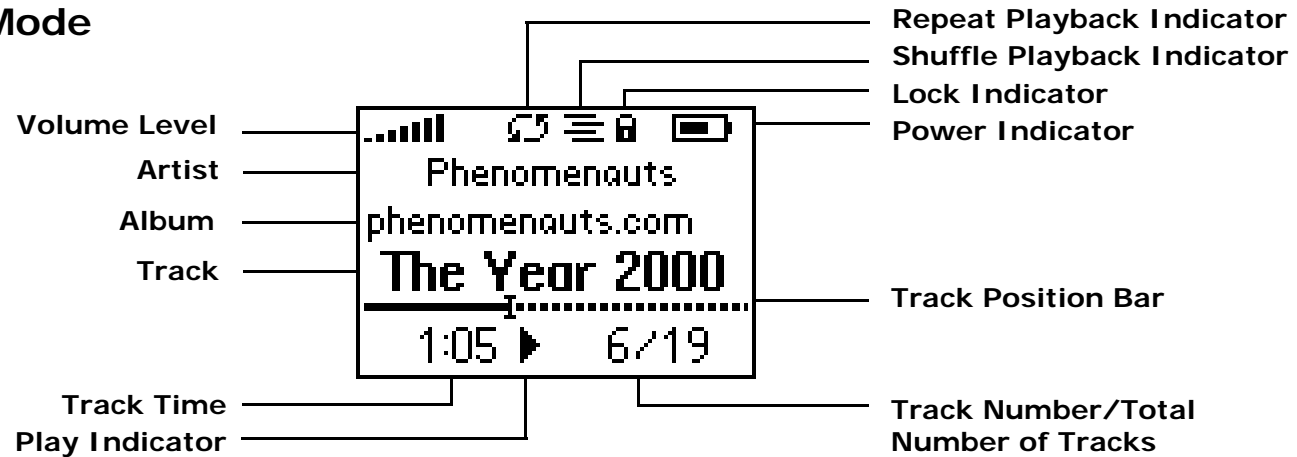 Mode
Repeat Playback Indicator
Shuffle Playback Indicator
Lock Indicator
Power Indicator
Volume Level
Artist
Album
Track
Phenomenauts
phenomenauts.com
The Year 2000
1:05 6/19
Track Position Bar
Track Time
Play Indicator
Track Number/Total
Number of Tracks